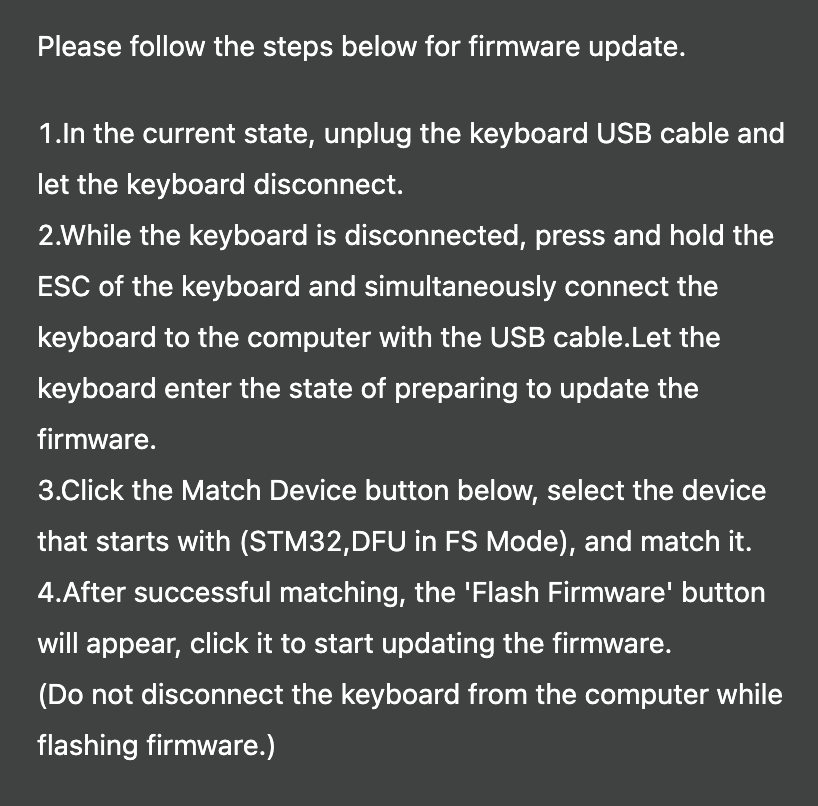 Please follow the steps below for firmware update.
1.In the current state, unplug the keyboard USB cable and
let the keyboard disconnect.
2.While the keyboard is disconnected, press and hold the
ESC of the keyboard and simultaneously connect the
keyboard to the computer with the USB cable.Let the
keyboard enter the state of preparing to update the
firmware.
3.Click the Match Device button below, select the device
that starts with (STM32,DFU in FS Mode), and match it.
4.After successful matching, the 'Flash Firmware' button
will appear, click it to start updating the firmware.
(Do not disconnect the keyboard from the computer while
flashing firmware.)